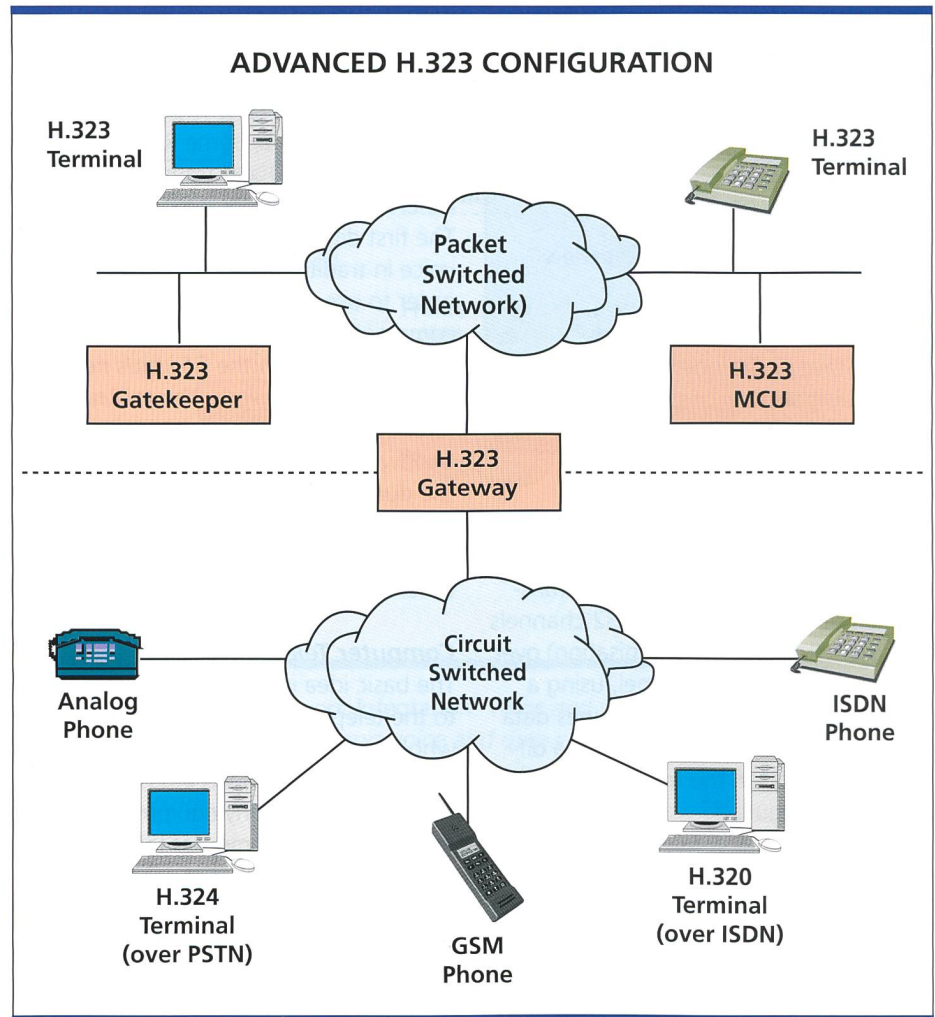 ADVANCED H.323 CONFIGURATION
H.323
Terminal
H.323
Terminal
Packet
Switched
Network)
H.323
Gatekeeper
H.323
MCU
H.323
Gateway
Circuit
Switched
Network
Analog
Phone
ISDN
Phone
H.324
Terminal
(over PSTN)
GSM
Phone
H.320
Terminal
(over ISDN)